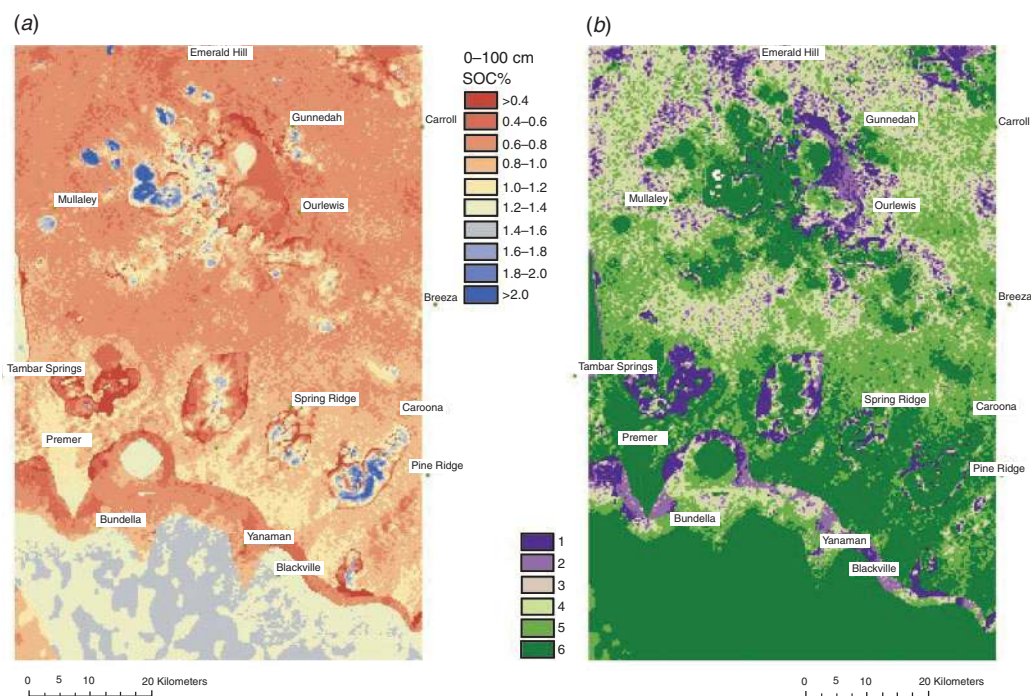 (a)
Emerald Hill
Gunnedah
Carroll
Mullaley
Ourlewis
Breeza
Tambar Springs
Spring Ridge
Caroona
Premer
Pine Ridge
Bundella
Yanaman
Blackville
0 5 10 20 Kilometers
0–100 cm
SOC%
>0.4
0.4–0.6
0.6–0.8
0.8–1.0
1.0–1.2
1.2–1.4
1.4–1.6
1.6–1.8
1.8–2.0
>2.0
(b)
Emerald Hill
Gunnedah
Carroll
Mullaley
Ourlewis
Breeza
Tambar Springs
Spring Ridge
Caroona
Premer
Pine Ridge
Bundella
Yanaman
Blackville
1
2
3
4
5
6
0 5 10 20 Kilometers